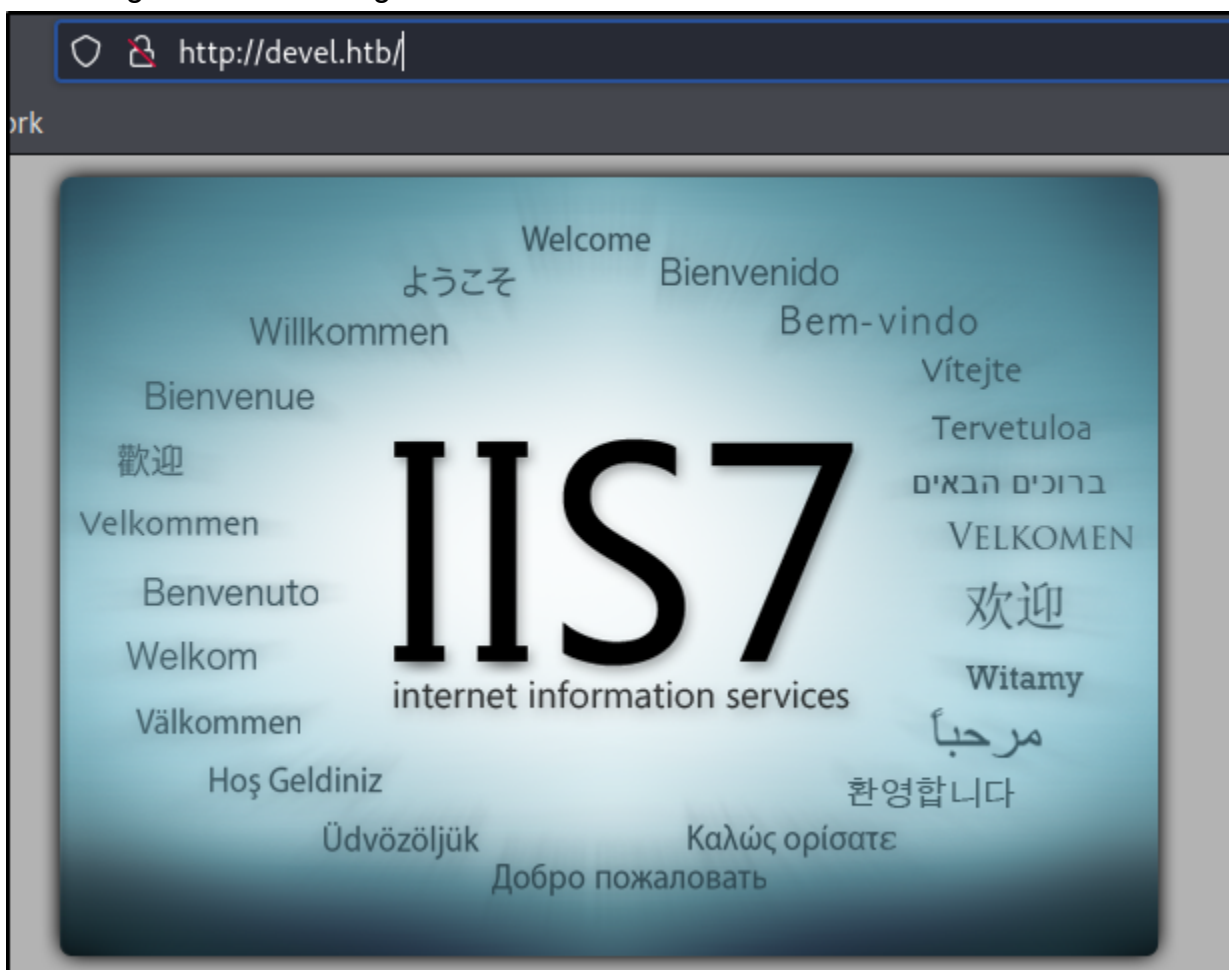 http://devel.htb/
ork
Welcome
ようこそ
Bienvenido
Willkommen
Bem-vindo
Vítejte
Bienvenue
Tervetuloa
歡迎
ברוכים הבאים
Velkommen
VELKOMEN
IIS7
Benvenuto
欢迎
Welkom
Witamy
internet information services
Välkommen
مرحباً
Hoş Geldiniz
환영합니다
Üdvözöljük
Καλώς ορίσατε
Добро пожаловать